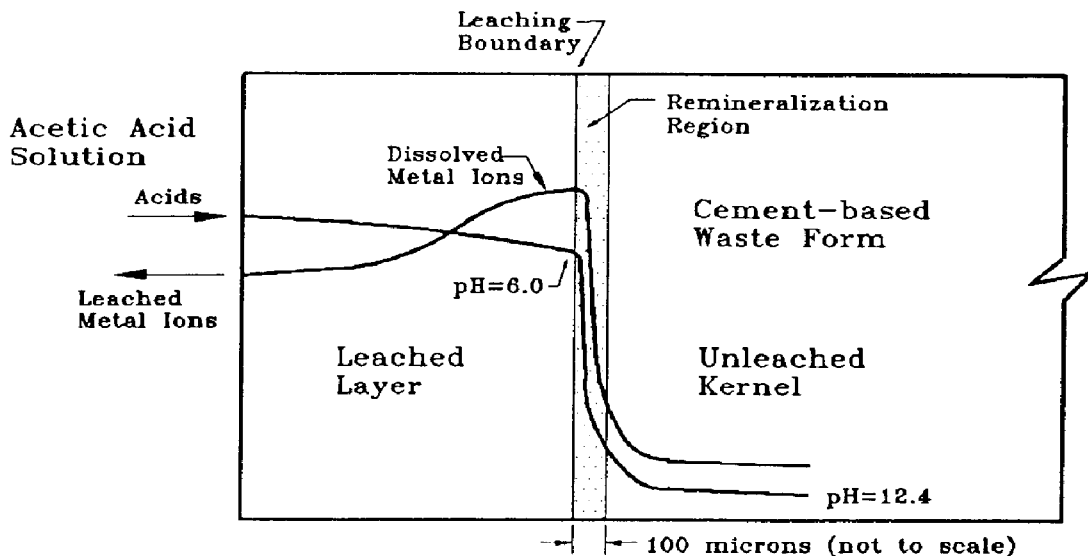 Leaching
Boundary
Remineralization
Region
Acetic Acid
Solution
Dissolved
Metal Ions
Acids
Cement-based
Waste Form
pH=6.0
Leached
Metal Ions
Leached
Layer
Unleached
Kernel
pH=12.4
100 microns (not to scale)